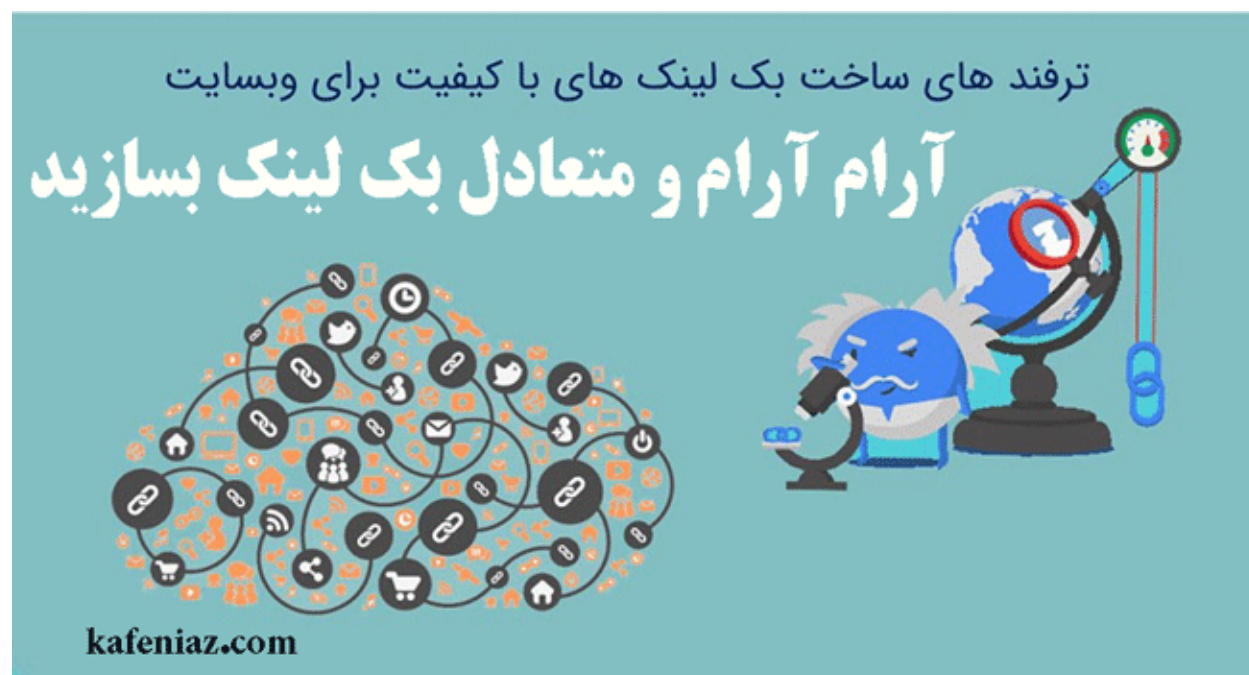 ترفند های ساخت بک لینک های با کیفیت برای وبسایت
آرام آرام و متعادل بک لینک بسازید
kafeniaz.com